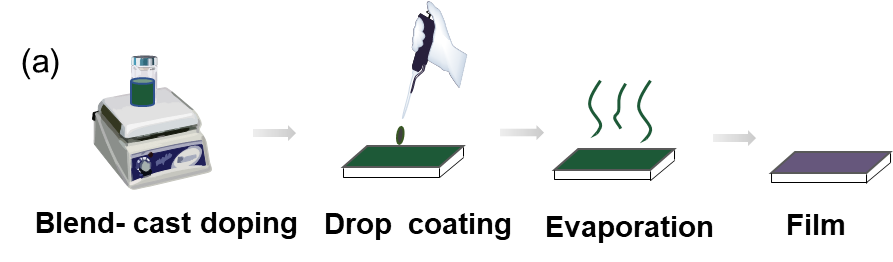 (a)
Blend- cast doping Drop coating Evaporation Film